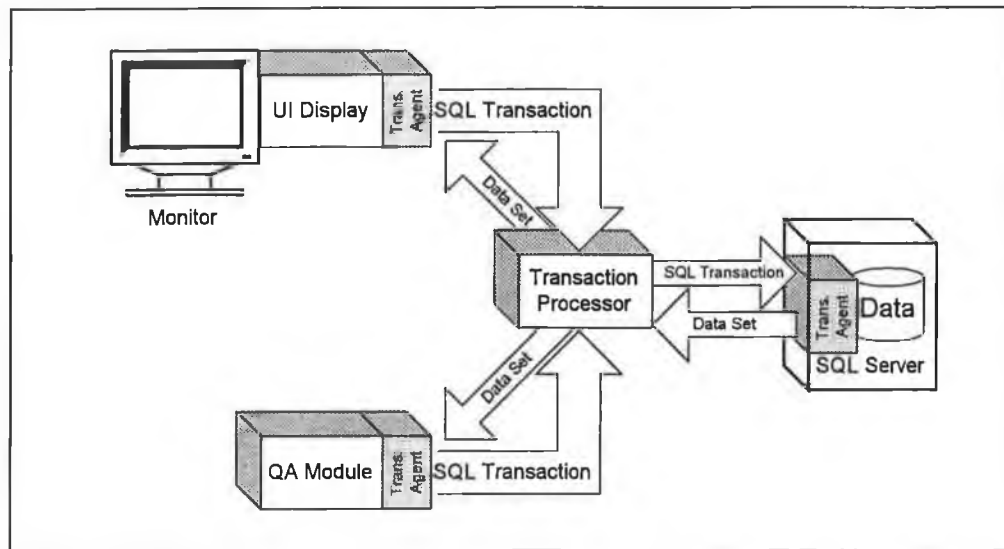 UI Display
Trans.
Agent
SQL Transaction
Monitor
Data Set
Transaction
Processor
SQL Transaction
Data Set
Trans.
Agent
Data
SQL Server
Data Set
QA Module
Trans.
Agent
SQL Transaction